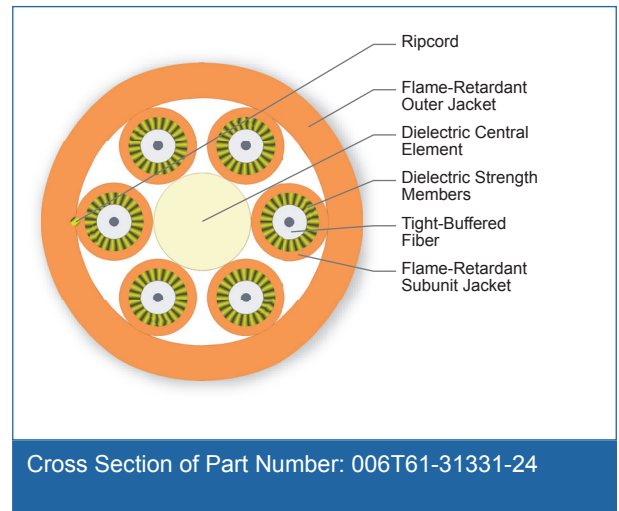 Ripcord
Flame-Retardant
Outer Jacket
Dielectric Central
Element
Dielectric Strength
Members
Tight-Buffered
Fiber
Flame-Retardant
Subunit Jacket
Cross Section of Part Number: 006T61-31331-24